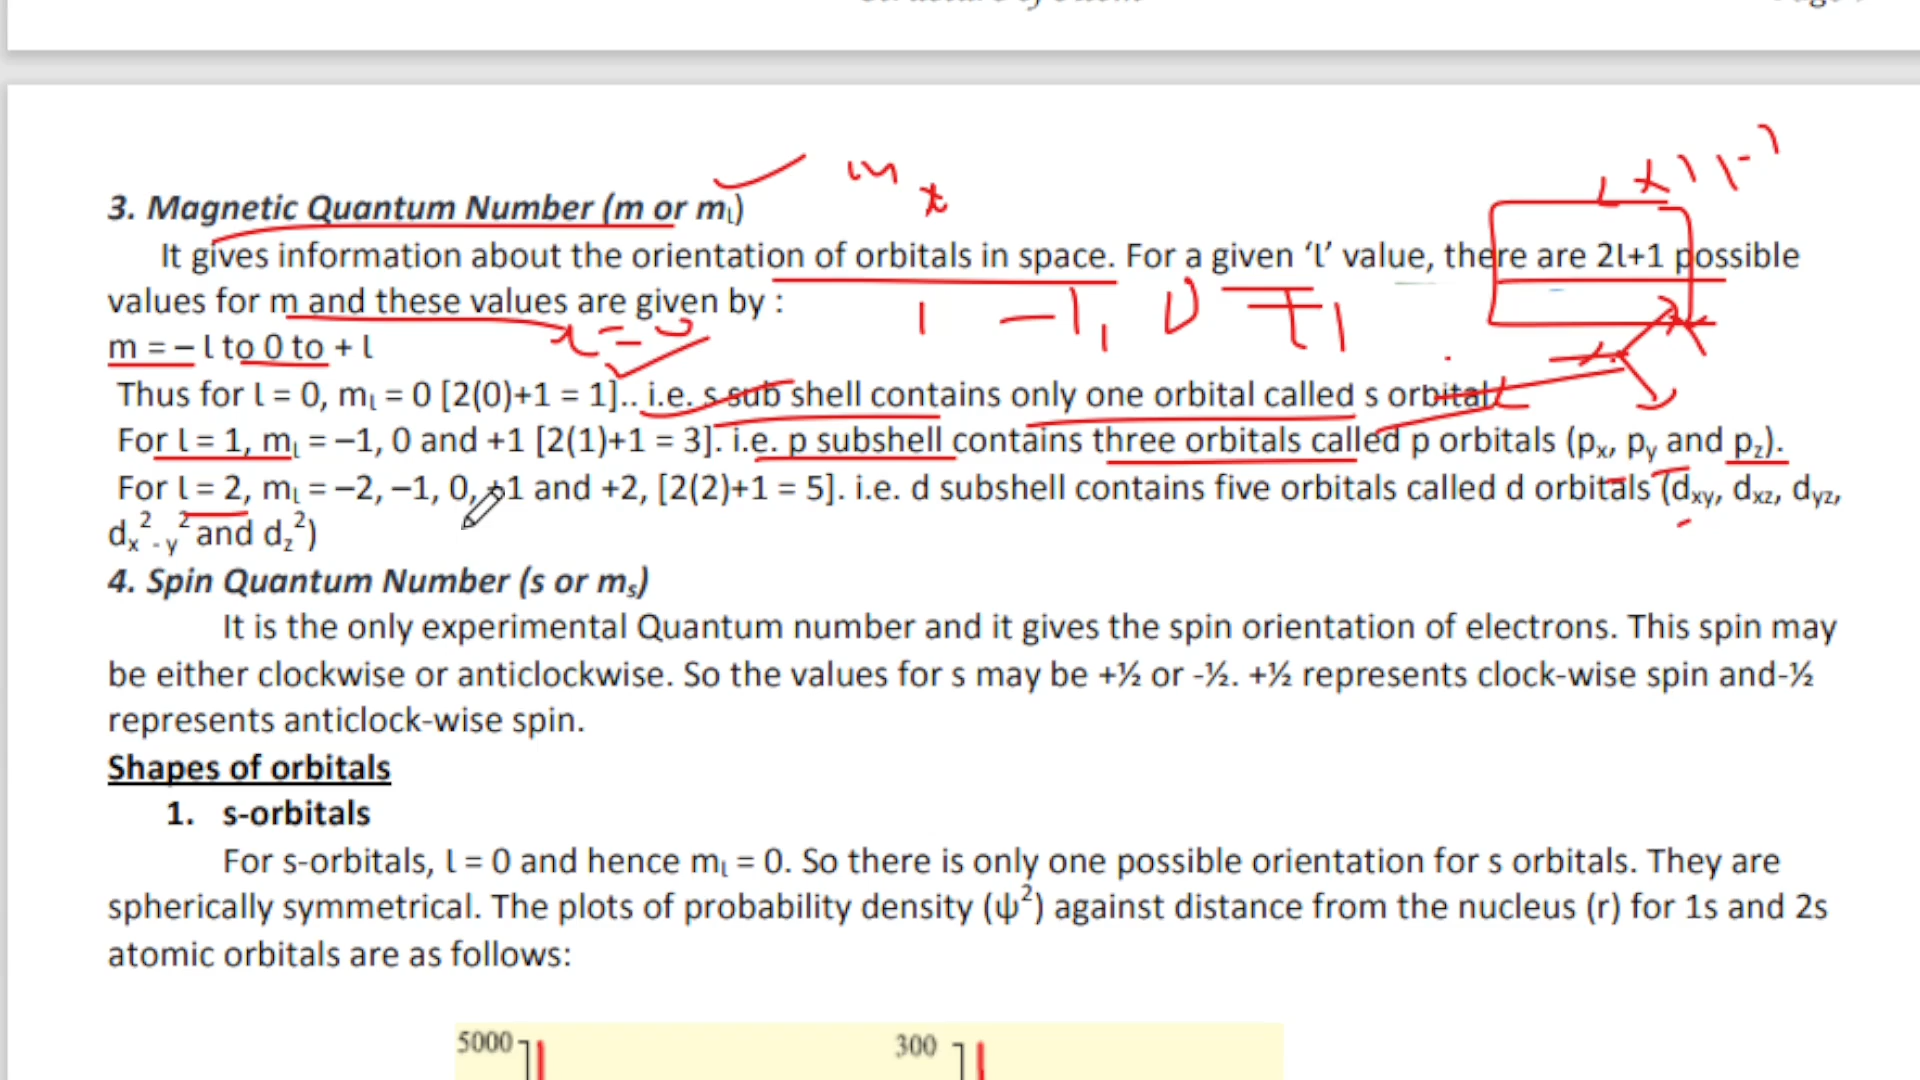 3. Magnetic Quantum Number (m or mₗ)
It gives information about the orientation of orbitals in space. For a given ‘l’ value, there are 2l+1 possible
values for m and these values are given by :
m = – l to 0 to + l
Thus for l = 0, mₗ = 0 [2(0)+1 = 1].. i.e. s sub shell contains only one orbital called s orbital.
For l = 1, mₗ = –1, 0 and +1 [2(1)+1 = 3]. i.e. p subshell contains three orbitals called p orbitals (pₓ, pᵧ and p_z).
For l = 2, mₗ = –2, –1, 0, +1 and +2, [2(2)+1 = 5]. i.e. d subshell contains five orbitals called d orbitals (dxy, dxz, dyz,
dx² - y² and dz²)
4. Spin Quantum Number (s or mₛ)
It is the only experimental Quantum number and it gives the spin orientation of electrons. This spin may
be either clockwise or anticlockwise. So the values for s may be +½ or -½. +½ represents clock-wise spin and-½
represents anticlock-wise spin.
Shapes of orbitals
1. s-orbitals
For s-orbitals, l = 0 and hence mₗ = 0. So there is only one possible orientation for s orbitals. They are
spherically symmetrical. The plots of probability density (ψ²) against distance from the nucleus (r) for 1s and 2s
atomic orbitals are as follows:
5000 300